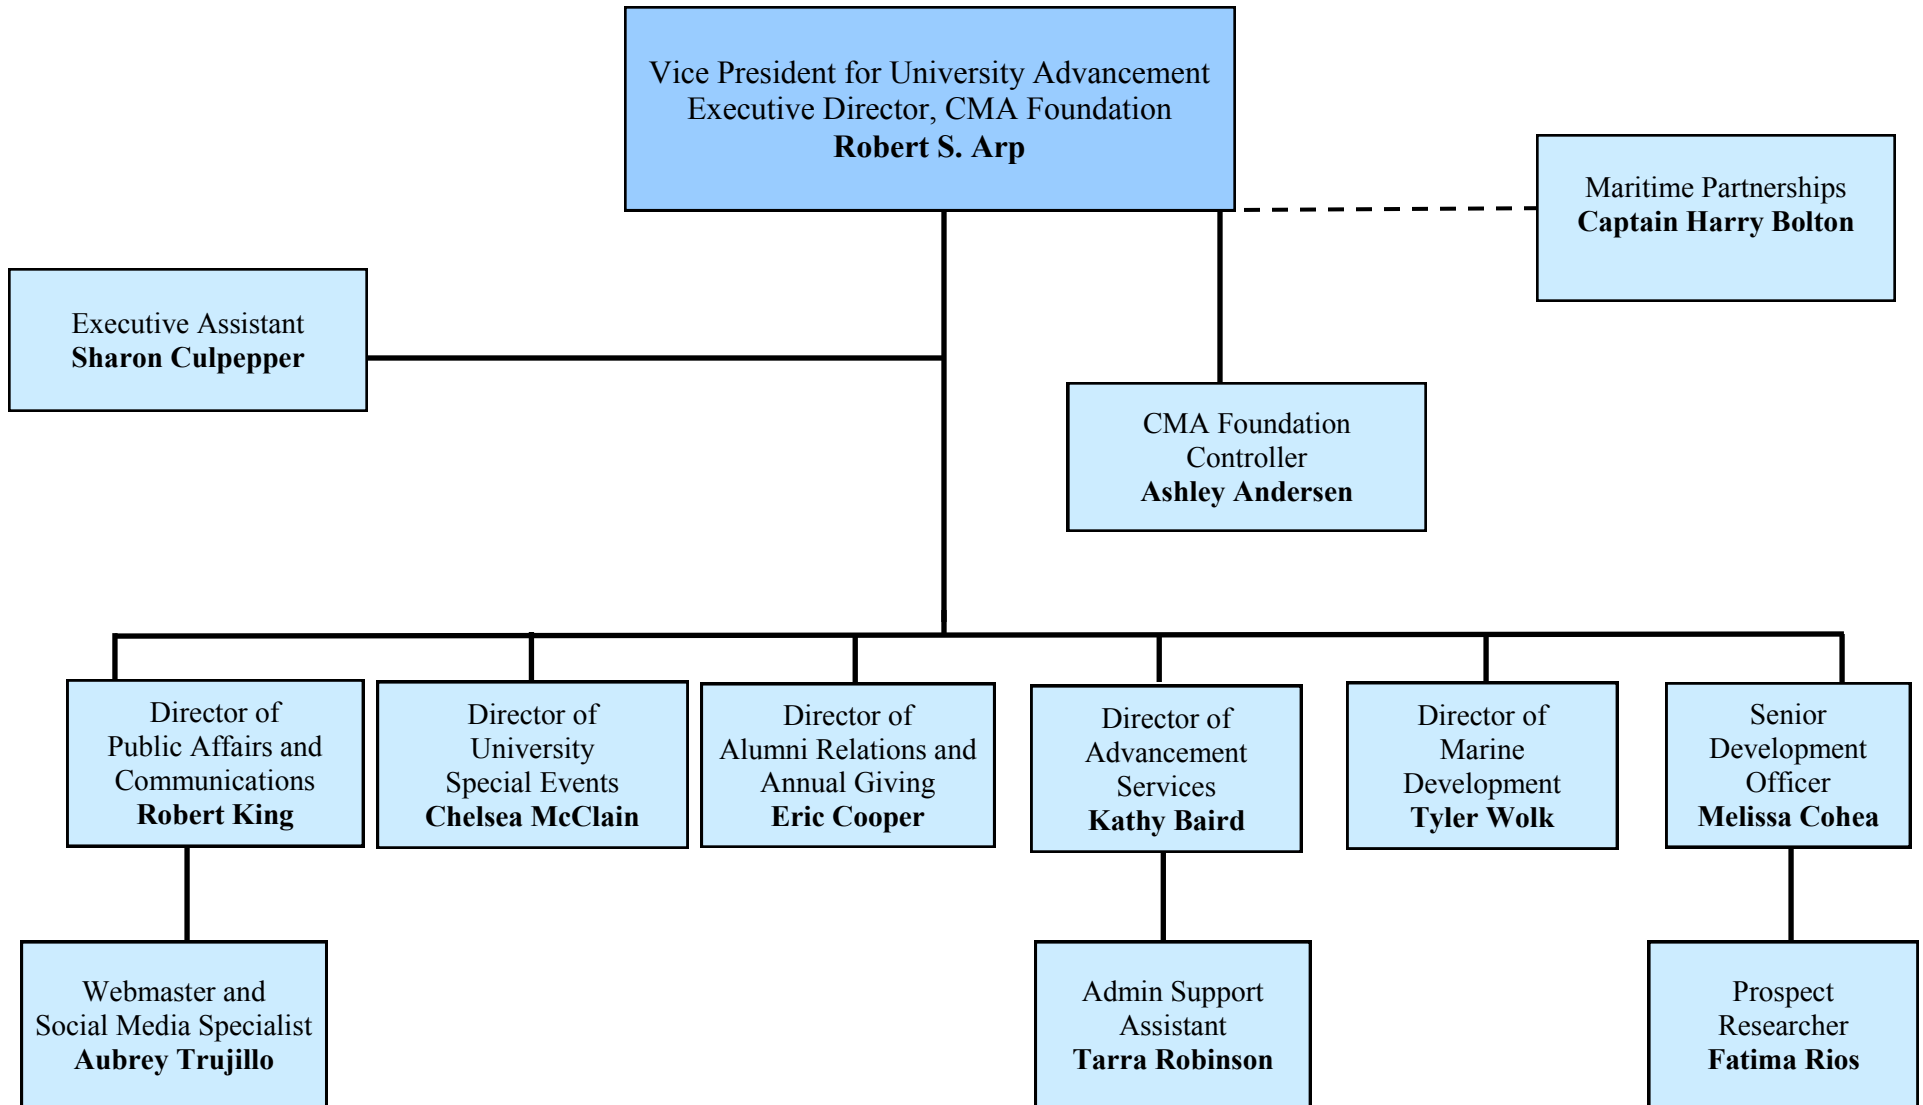 Vice President for University Advancement
Executive Director, CMA Foundation
Robert S. Arp
Maritime Partnerships
Captain Harry Bolton
Executive Assistant
Sharon Culpepper
CMA Foundation
Controller
Ashley Andersen
Director of
Public Affairs and
Communications
Robert King
Director of
University
Special Events
Chelsea McClain
Director of
Alumni Relations and
Annual Giving
Eric Cooper
Director of
Advancement
Services
Kathy Baird
Director of
Marine
Development
Tyler Wolk
Senior
Development
Officer
Melissa Cohea
Webmaster and
Social Media Specialist
Aubrey Trujillo
Admin Support
Assistant
Tarra Robinson
Prospect
Researcher
Fatima Rios